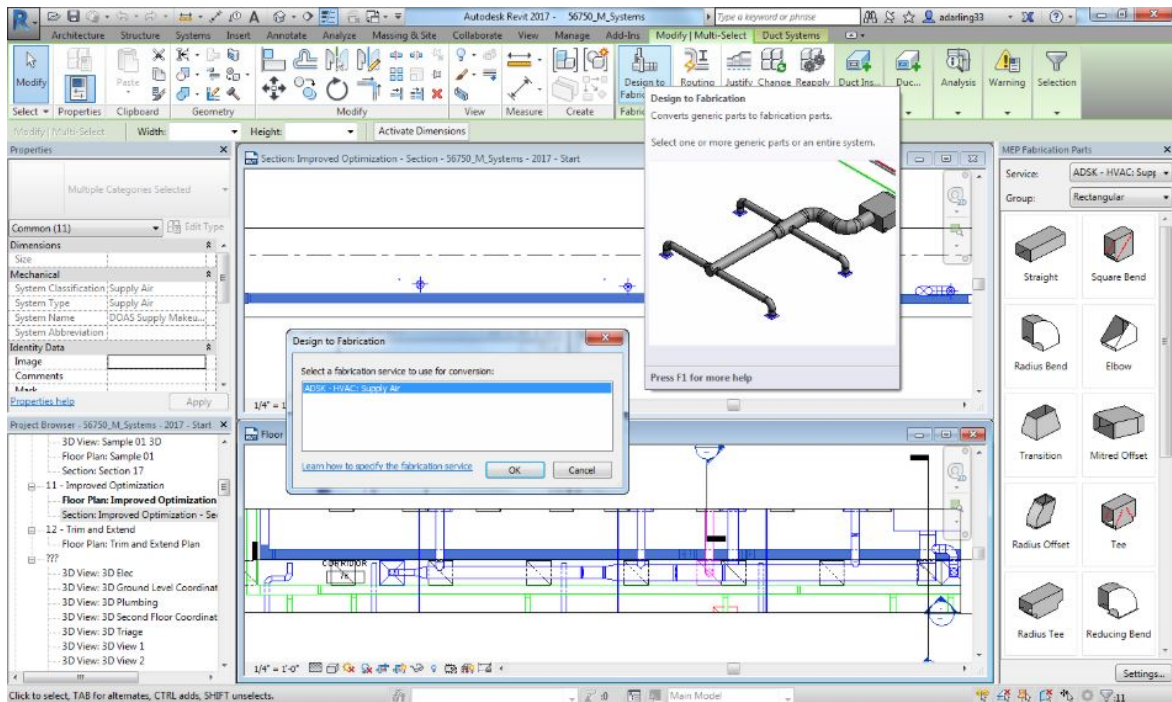 Autodesk Revit 2017 - 56750_M_Systems
Type a keyword or phrase
adarling33
Architecture Structure Systems Insert Annotate Analyze Massing & Site Collaborate View Manage Add-Ins Modify | Multi-Select Duct Systems
Modify
Paste
Design to
Routing Justify Change Reapply Duct Ins... Duc... Analysis Warning Selection
Select Properties Clipboard Geometry Modify View Measure Create
Modify | Multi-Select Width: Height: Activate Dimensions
Design to Fabrication
Converts generic parts to fabrication parts.
Select one or more generic parts or an entire system.
Press F1 for more help
Properties
Multiple Categories Selected
Common (11) Edit Type
Dimensions
Size
Mechanical
System Classification Supply Air
System Type Supply Air
System Name DOAS Supply Makeu...
System Abbreviation
Identity Data
Image
Comments
Mark
Properties help Apply
Project Browser - 56750_M_Systems - 2017 - Start
3D View: Sample 01 3D
Floor Plan: Sample 01
Section: Section 17
11 - Improved Optimization
Floor Plan: Improved Optimization
Section: Improved Optimization - Se
12 - Trim and Extend
Floor Plan: Trim and Extend Plan
???
3D View: 3D Elec
3D View: 3D Ground Level Coordinat
3D View: 3D Plumbing
3D View: 3D Second Floor Coordinat
3D View: 3D Triage
3D View: 3D View 1
3D View: 3D View 2
Section: Improved Optimization - Section - 56750_M_Systems - 2017 - Start
Design to Fabrication
Select a fabrication service to use for conversion:
ADSK - HVAC: Supply Air
Learn how to specify the fabrication service OK Cancel
1/4" = 1
Floor
CORRIDOR
76
1/4" = 1'-0"
MEP Fabrication Parts
Service: ADSK - HVAC: Supp
Group: Rectangular
Straight Square Bend
Radius Bend Elbow
Transition Mitred Offset
Radius Offset Tee
Radius Tee Reducing Bend
Settings...
Click to select, TAB for alternates, CTRL adds, SHIFT unselects. :0 Main Model :11